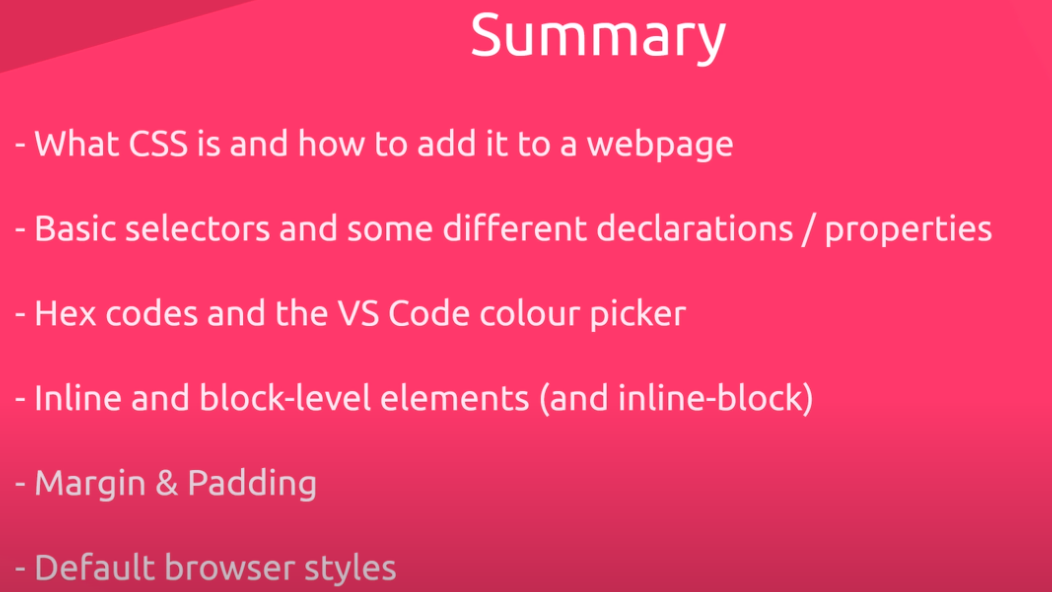 Summary
- What CSS is and how to add it to a webpage
- Basic selectors and some different declarations / properties
- Hex codes and the VS Code colour picker
- Inline and block-level elements (and inline-block)
- Margin & Padding
- Default browser styles